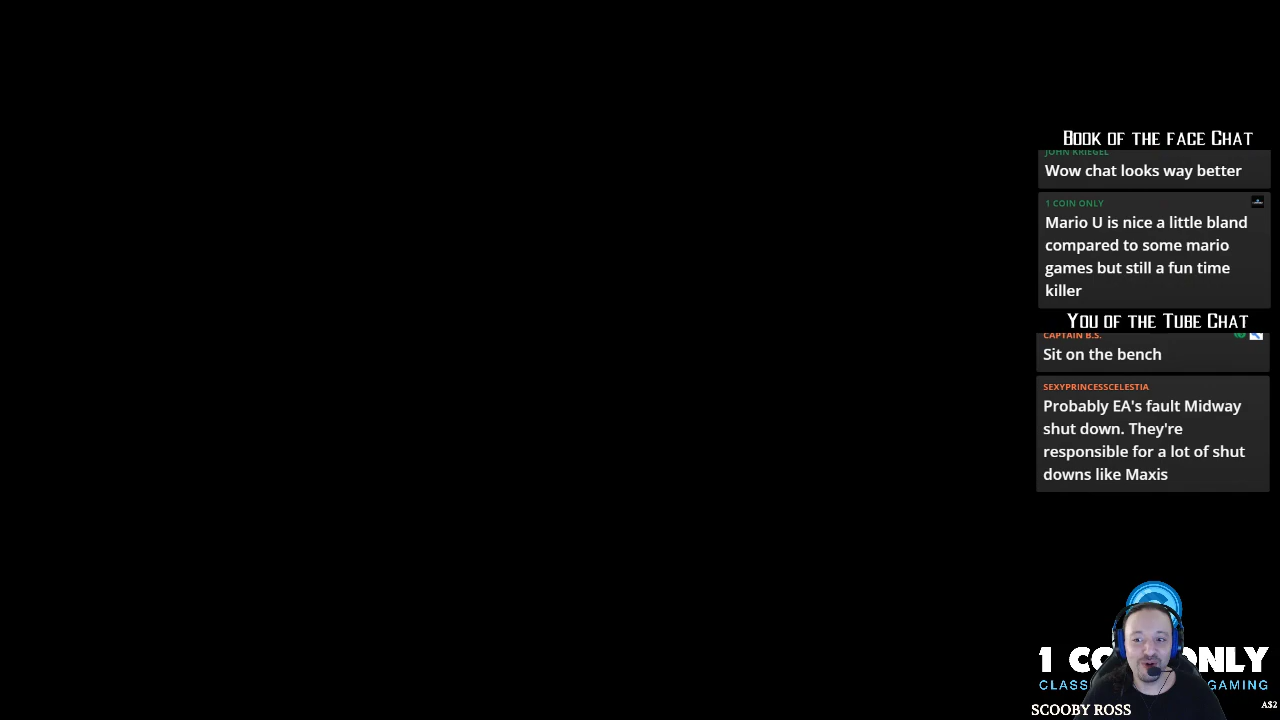 BOOK OF THE FACE CHAT
JOHN KRIEGEL
Wow chat looks way better
1 COIN ONLY
Mario U is nice a little bland
compared to some mario
games but still a fun time
killer
YOU OF THE TUBE CHAT
CAPTAIN B.S.
Sit on the bench
SEXYPRINCESSCELESTIA
Probably EA's fault Midway
shut down. They're
responsible for a lot of shut
downs like Maxis
1 CO NLY
CLASS GAMING
SCOOBY ROSS
A$2